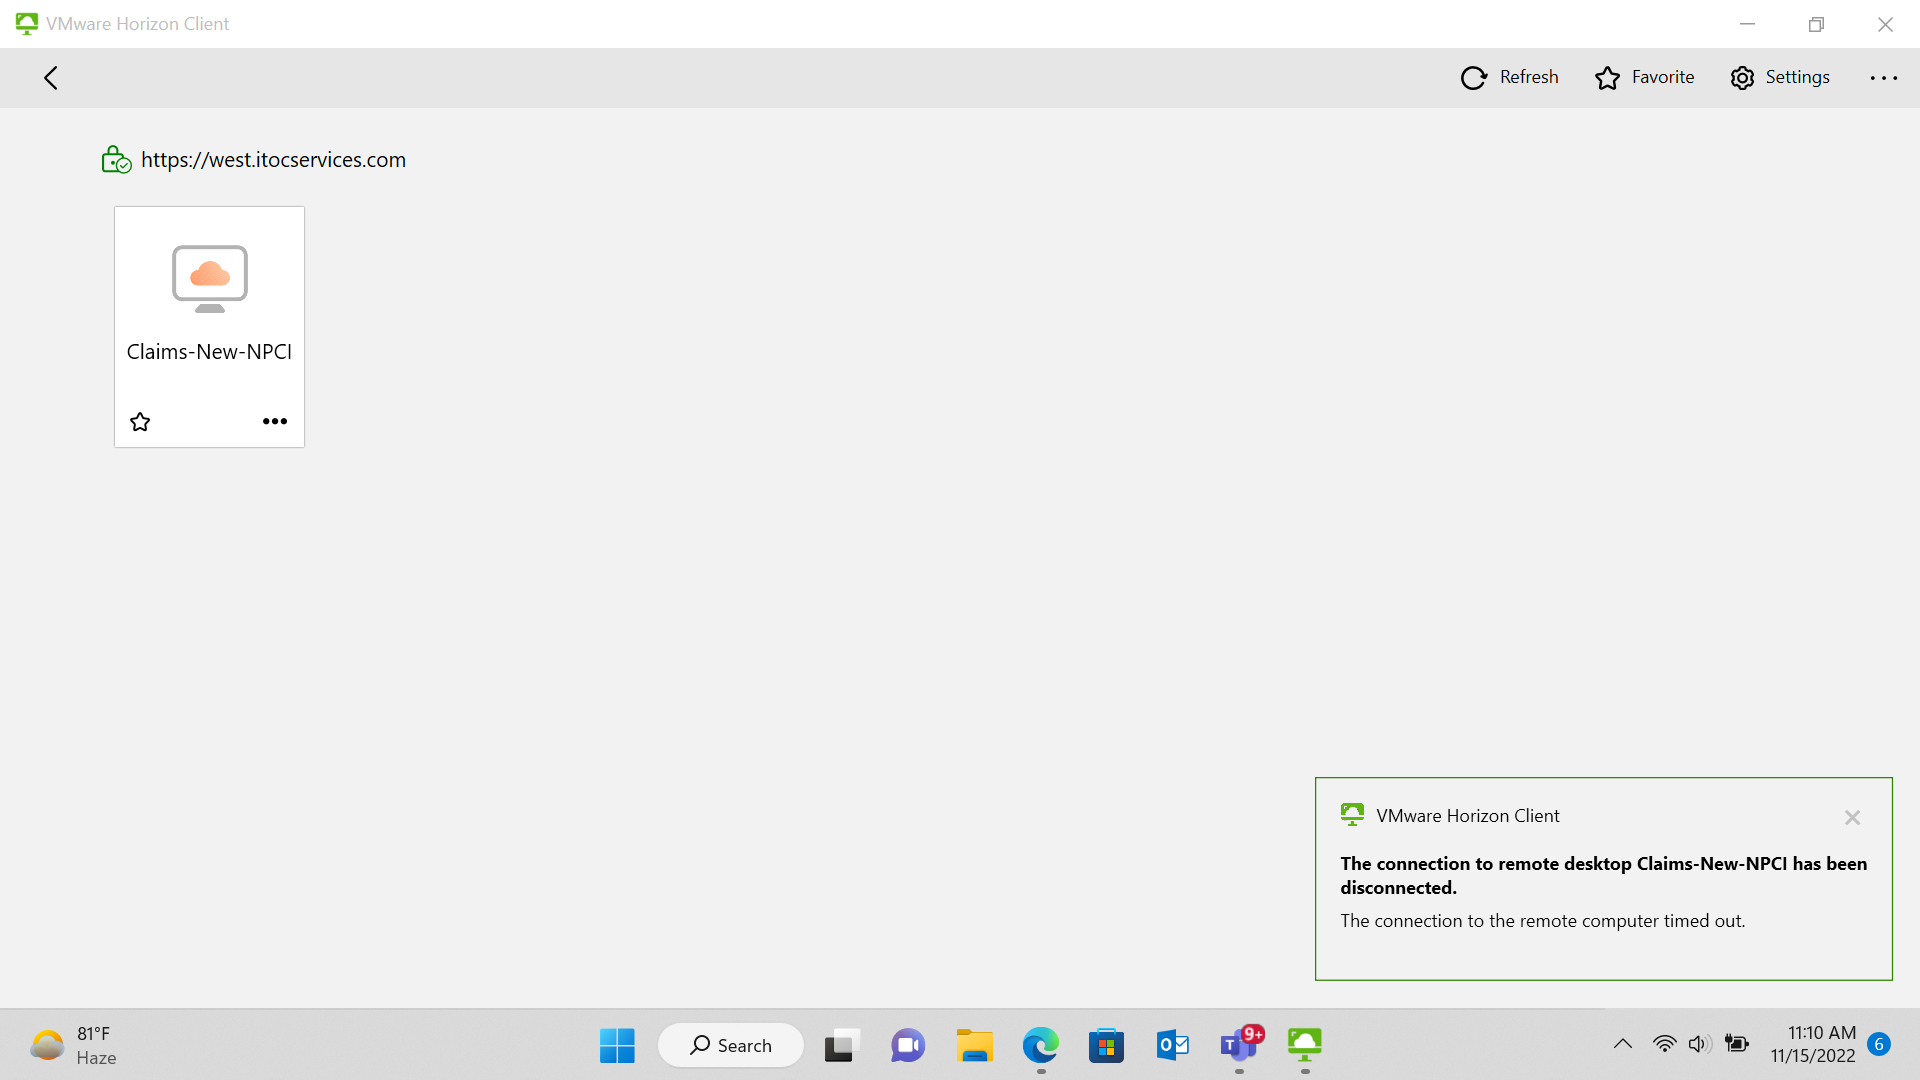 VMware Horizon Client
Refresh
Favorite
Settings
https://west.itocservices.com
Claims-New-NPCI
VMware Horizon Client
The connection to remote desktop Claims-New-NPCI has been
disconnected.
The connection to the remote computer timed out.
81°F
Haze
Search
9+
11:10 AM
11/15/2022
6